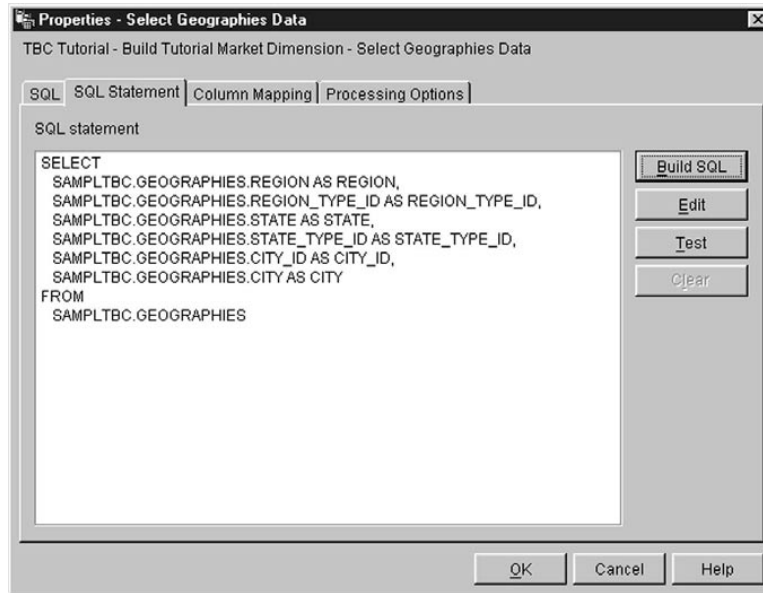 Properties - Select Geographies Data
TBC Tutorial - Build Tutorial Market Dimension - Select Geographies Data
SQL SQL Statement Column Mapping Processing Options
SQL statement
SELECT
SAMPLTBC.GEOGRAPHIES.REGION AS REGION,
SAMPLTBC.GEOGRAPHIES.REGION_TYPE_ID AS REGION_TYPE_ID,
SAMPLTBC.GEOGRAPHIES.STATE AS STATE,
SAMPLTBC.GEOGRAPHIES.STATE_TYPE_ID AS STATE_TYPE_ID,
SAMPLTBC.GEOGRAPHIES.CITY_ID AS CITY_ID,
SAMPLTBC.GEOGRAPHIES.CITY AS CITY
FROM
SAMPLTBC.GEOGRAPHIES
Build SQL
Edit
Test
Clear
OK Cancel Help